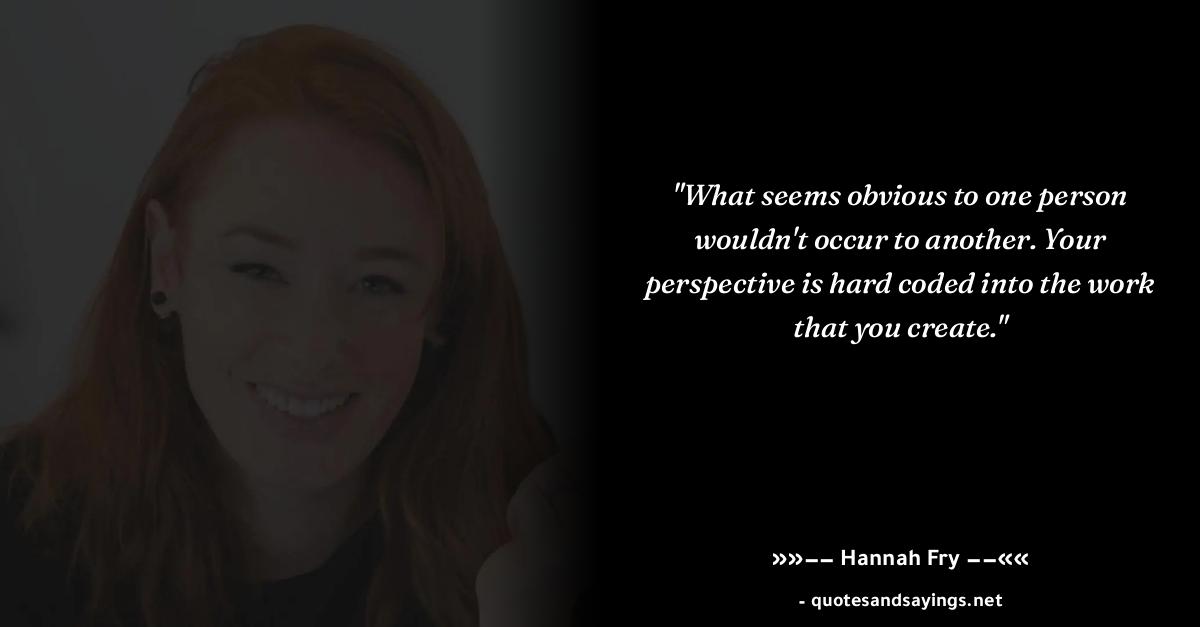 "What seems obvious to one person
wouldn't occur to another. Your
perspective is hard coded into the work
that you create."
»»−− Hannah Fry −−««
- quotesandsayings.net